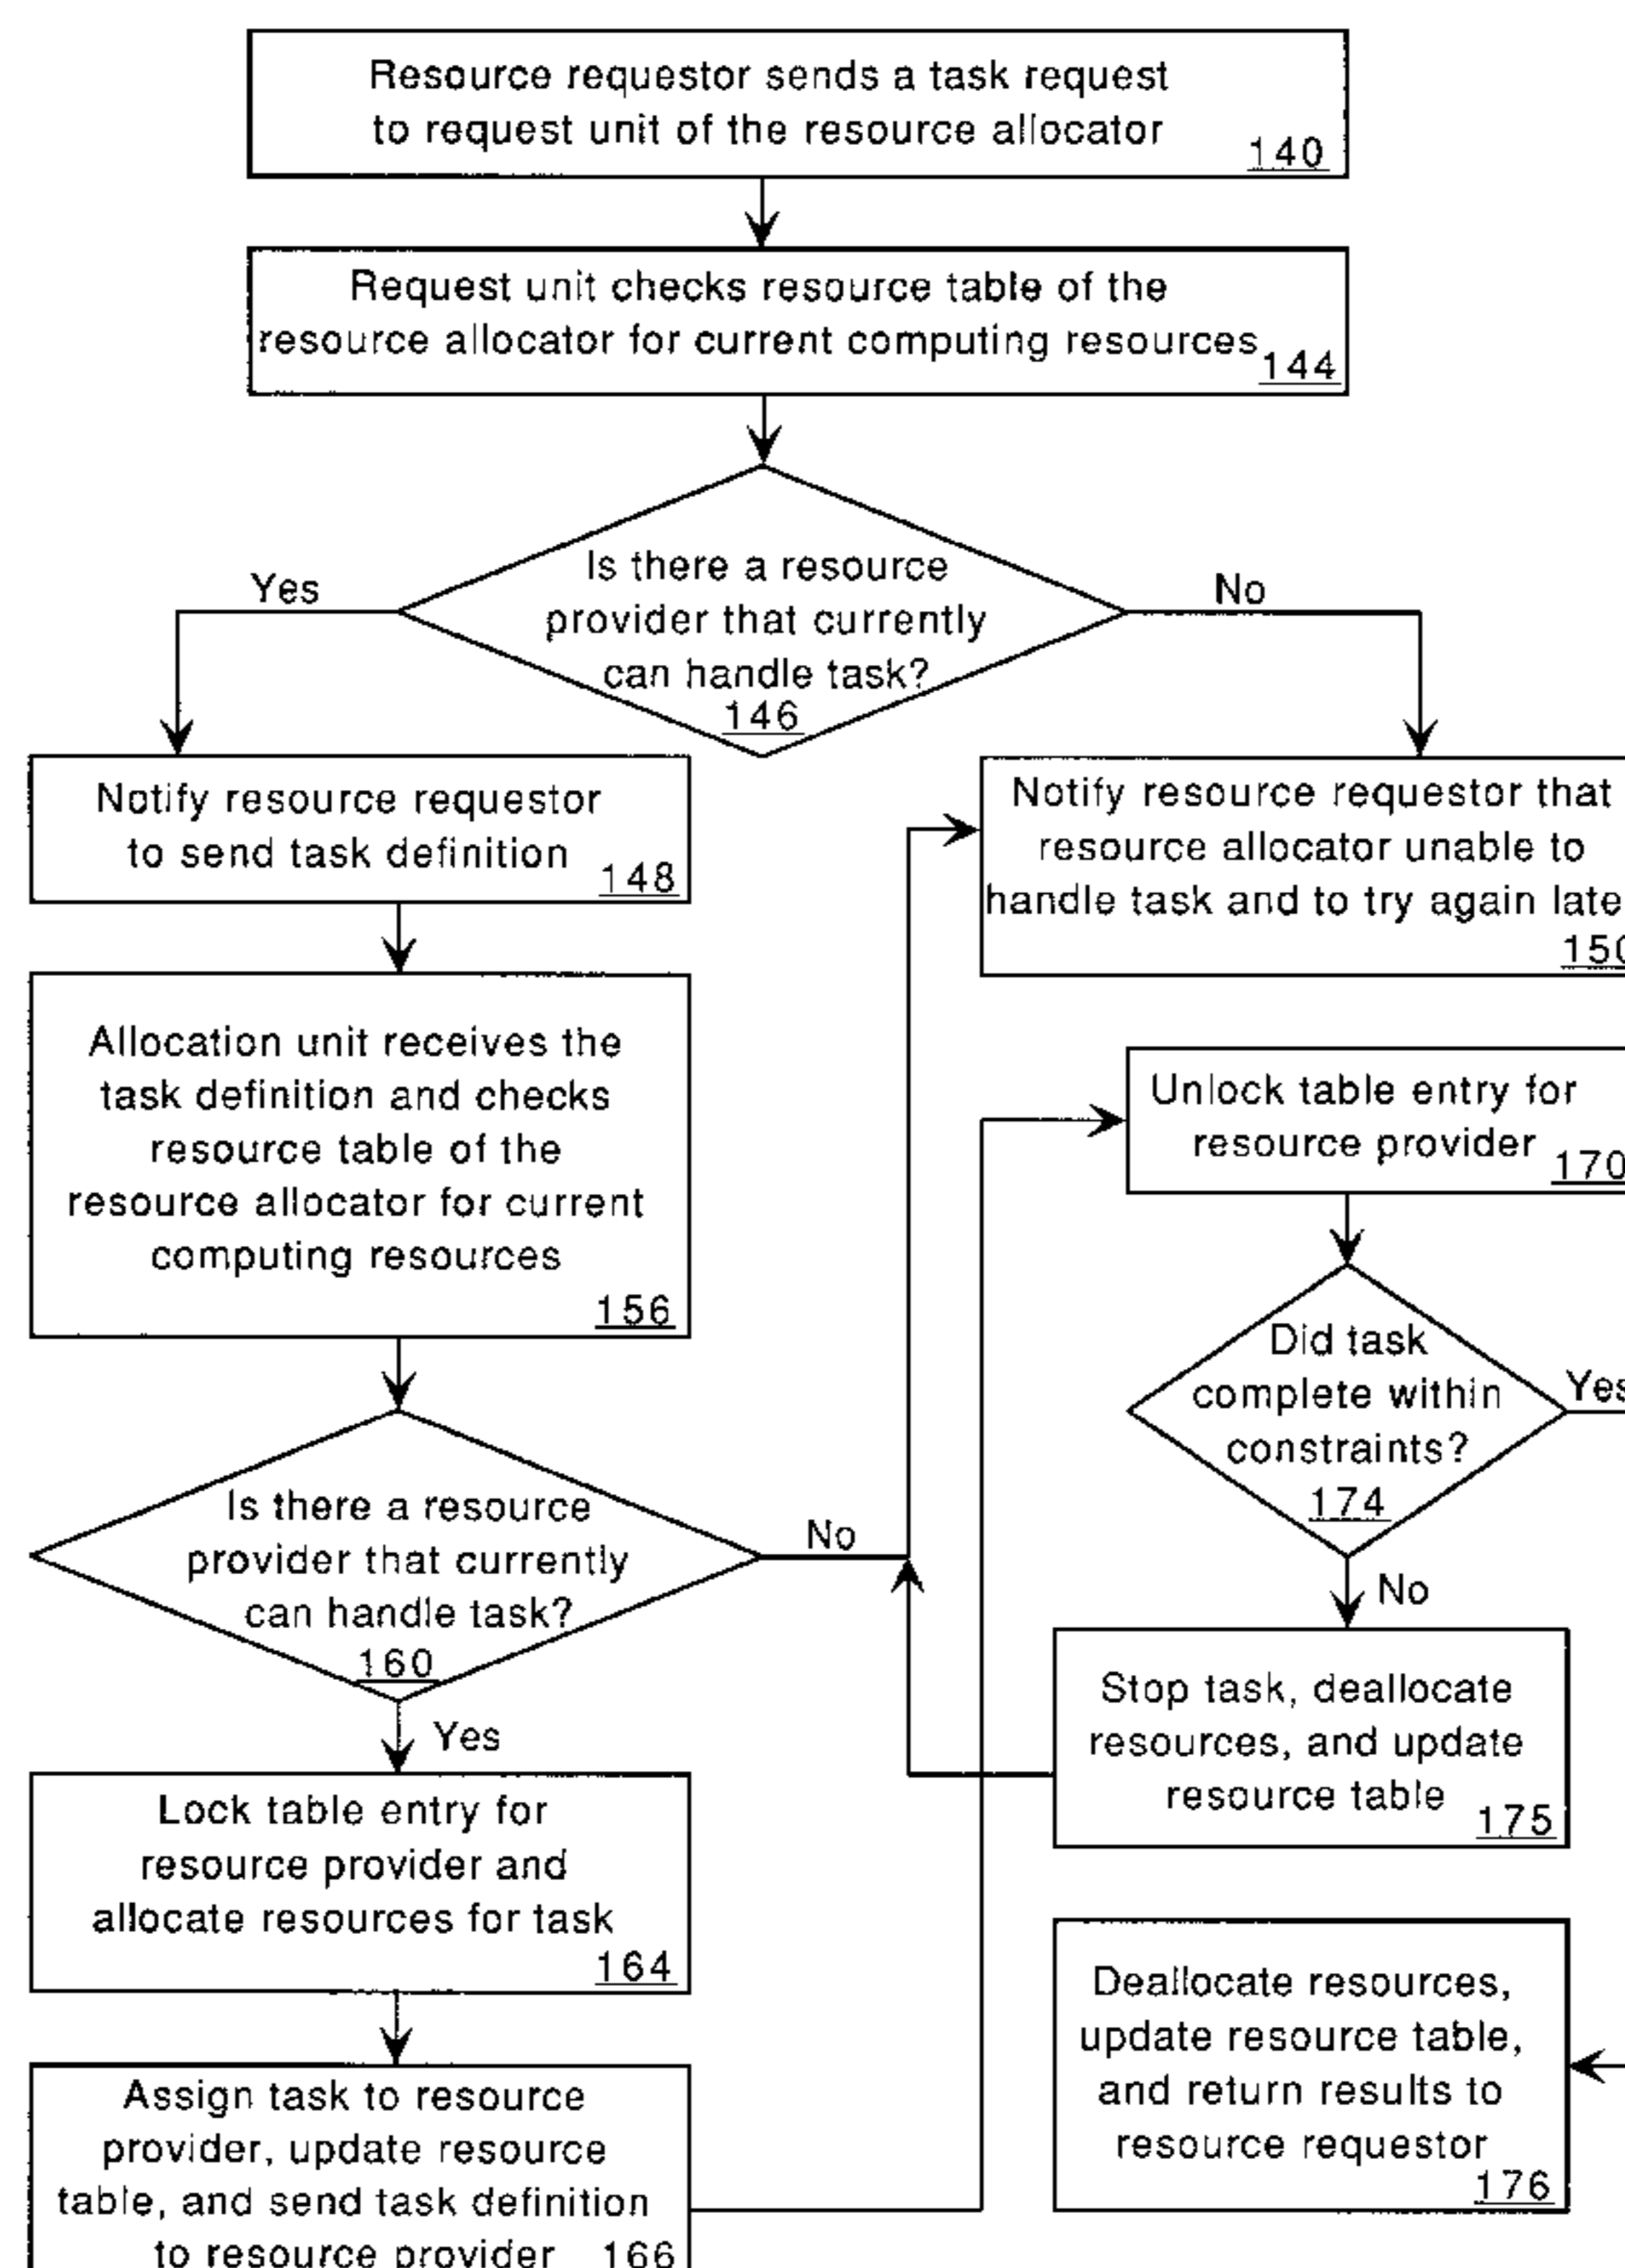 Resource requestor sends a task request
to request unit of the resource allocator
140
Request unit checks resource table of the
resource allocator for current computing resources
144
Is there a resource
provider that currently
can handle task?
146
Yes
No
Notify resource requestor
to send task definition
148
Notify resource requestor that
resource allocator unable to
handle task and to try again late
150
Allocation unit receives the
task definition and checks
resource table of the
resource allocator for current
computing resources
156
Is there a resource
provider that currently
can handle task?
160
No
Yes
Lock table entry for
resource provider and
allocate resources for task
164
Assign task to resource
provider, update resource
table, and send task definition
to resource provider
166
Unlock table entry for
resource provider
170
Did task
complete within
constraints?
174
Yes
No
Stop task, deallocate
resources, and update
resource table
175
Deallocate resources,
update resource table,
and return results to
resource requestor
176